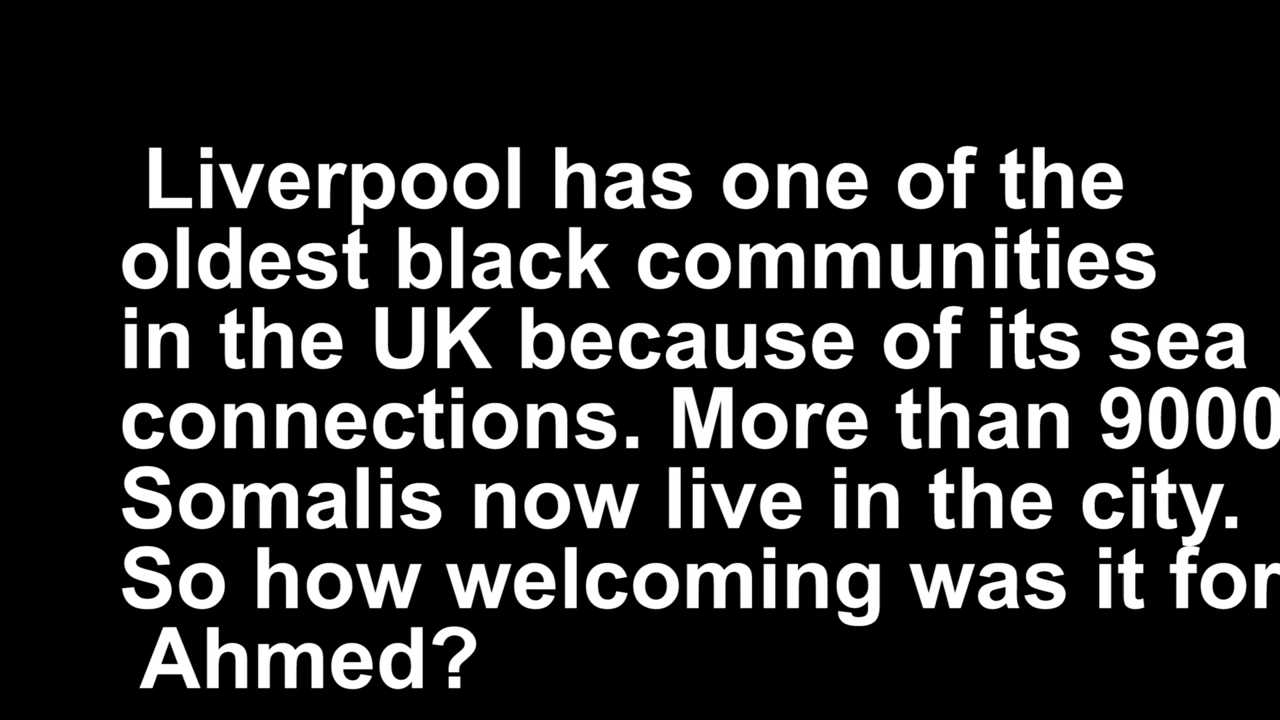 Liverpool has one of the
oldest black communities
in the UK because of its sea
connections. More than 9000
Somalis now live in the city.
So how welcoming was it for
Ahmed?